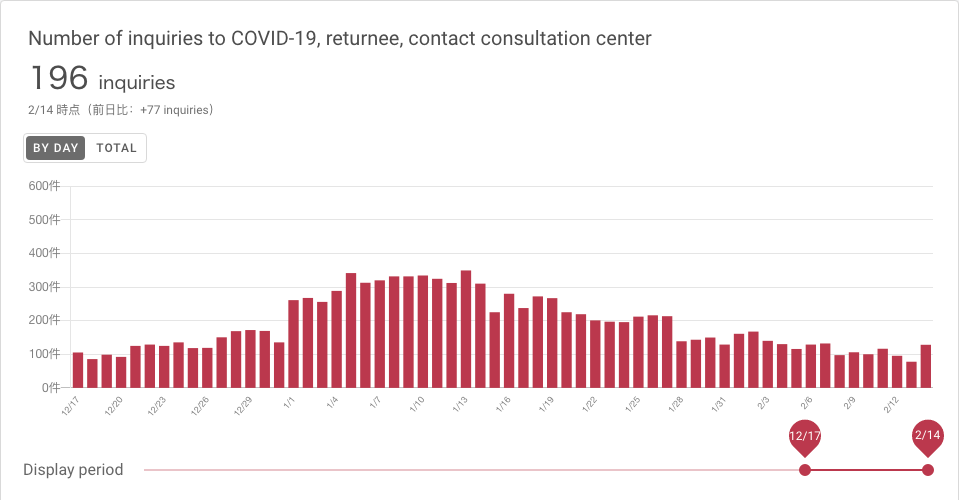 Number of inquiries to COVID-19, returnee, contact consultation center
196 inquiries
2/14 時点（前日比：+77 inquiries）
BY DAY TOTAL
600件
500件
400件
300件
200件
100件
0件
12/17 12/20 12/23 12/26 12/29 1/1 1/4 1/7 1/10 1/13 1/16 1/19 1/22 1/25 1/28 1/31 2/3 2/6 2/9 2/12
12/17 2/14
Display period